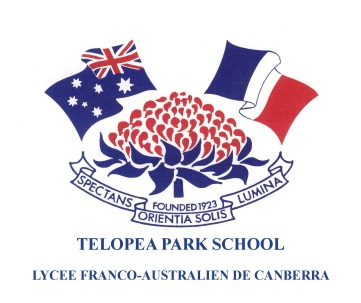 SPECTANS
FOUNDED 1923
ORIENTIA SOLIS
LUMINA
TELOPEA PARK SCHOOL
LYCEE FRANCO-AUSTRALIEN DE CANBERRA